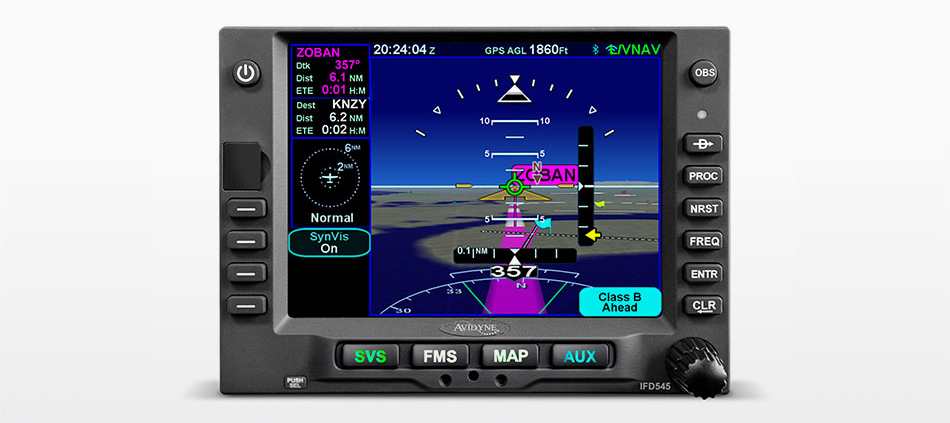 ZOBAN
Dtk 357°
Dist 6.1 NM
ETE 0:01 H:M
Dest KNZY
Dist 6.2 NM
ETE 0:02 H:M
6NM
2NM
Normal
SynVis
On
20:24:04 Z GPS AGL 1860Ft /VNAV
10 10
5 5
N
ZOBAN
5 5
0.1 NM
357
N
33
30
Class B
Ahead
OBS
D
PROC
NRST
FREQ
ENTR
CLR
AVIDYNE
SVS FMS MAP AUX
PUSH
SEL
IFD545